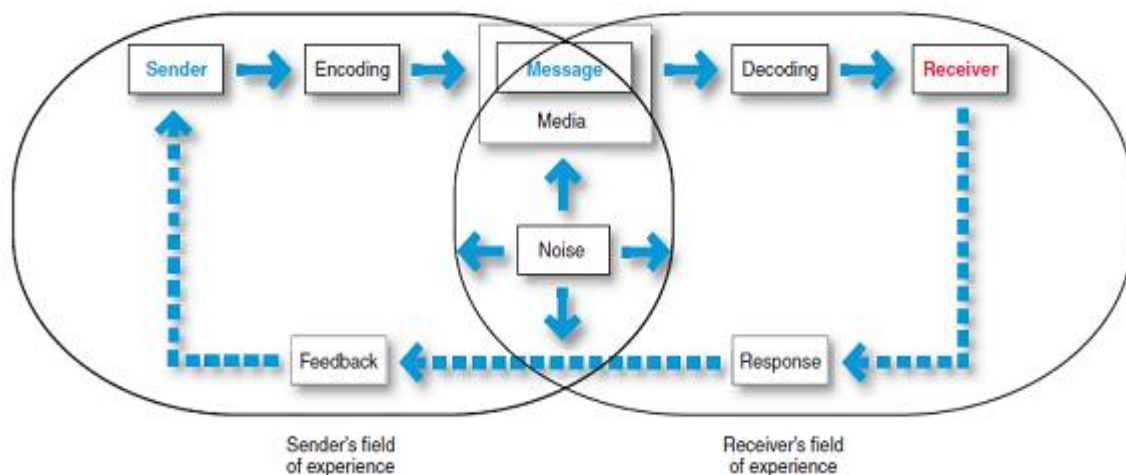 Sender
Encoding
Message
Decoding
Receiver
Media
Noise
Feedback
Response
Sender's field
of experience
Receiver's field
of experience